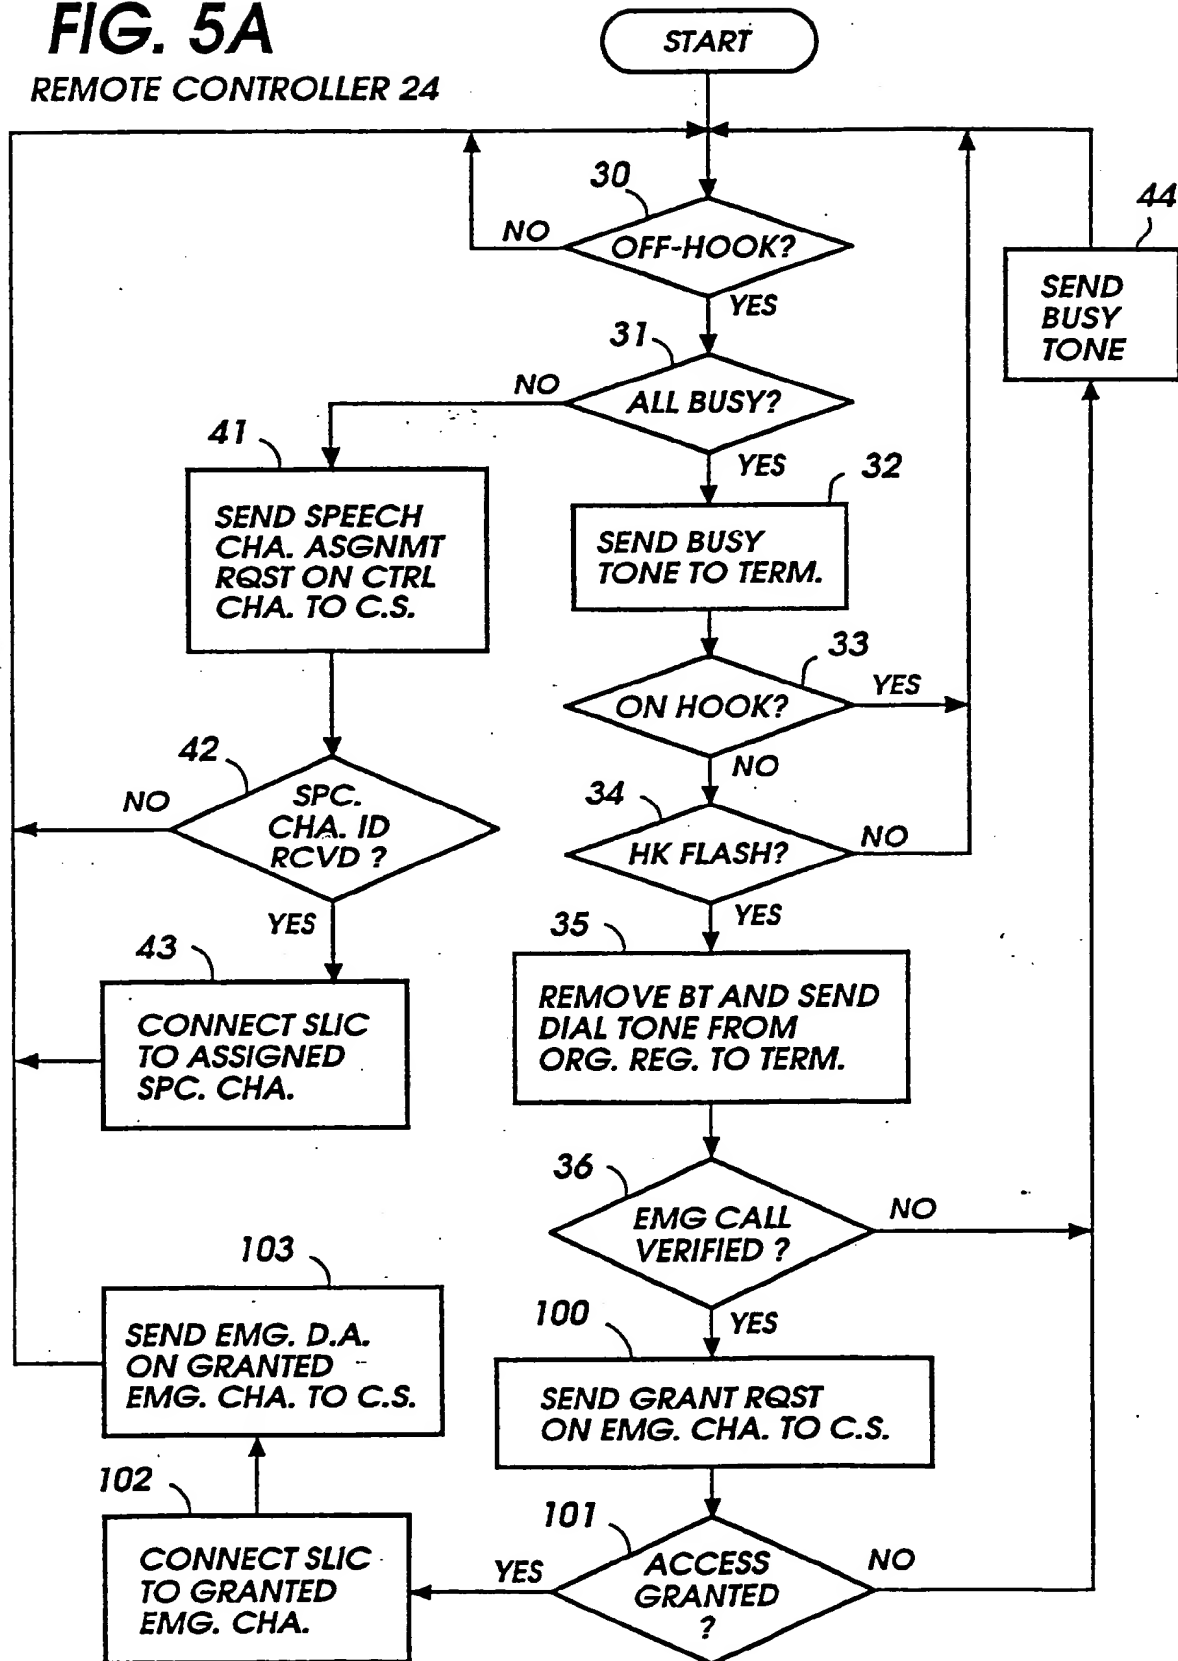 FIG. 5A
REMOTE CONTROLLER 24
START
30
OFF-HOOK?
NO
YES
44
SEND
BUSY
TONE
31
ALL BUSY?
NO
YES
41
SEND SPEECH
CHA. ASGNMT
RQST ON CTRL
CHA. TO C.S.
32
SEND BUSY
TONE TO TERM.
33
ON HOOK?
YES
NO
42
SPC.
CHA. ID
RCVD ?
NO
YES
34
HK FLASH?
NO
YES
43
CONNECT SLIC
TO ASSIGNED
SPC. CHA.
35
REMOVE BT AND SEND
DIAL TONE FROM
ORG. REG. TO TERM.
36
EMG CALL
VERIFIED ?
NO
YES
103
SEND EMG. D.A.
ON GRANTED
EMG. CHA. TO C.S.
100
SEND GRANT RQST
ON EMG. CHA. TO C.S.
102
CONNECT SLIC
TO GRANTED
EMG. CHA.
101
ACCESS
GRANTED
?
YES
NO